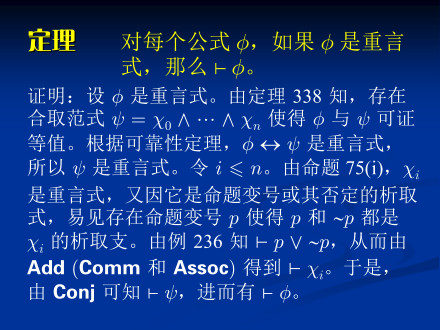 定理 对每个公式 ϕ，如果 ϕ 是重言
式，那么 ⊢ ϕ。
证明：设 ϕ 是重言式。由定理 338 知，存在
合取范式 ψ = χ₀ ∧ ⋯ ∧ χₙ 使得 ϕ 与 ψ 可证
等值。根据可靠性定理，ϕ ↔ ψ 是重言式，
所以 ψ 是重言式。令 i ⩽ n。由命题 75(i)，χᵢ
是重言式，又因它是命题变号或其否定的析取
式，易见存在命题变号 p 使得 p 和 ~p 都是
χᵢ 的析取支。由例 236 知 ⊢ p ∨ ~p，从而由
Add (Comm 和 Assoc) 得到 ⊢ χᵢ。于是，
由 Conj 可知 ⊢ ψ，进而有 ⊢ ϕ。